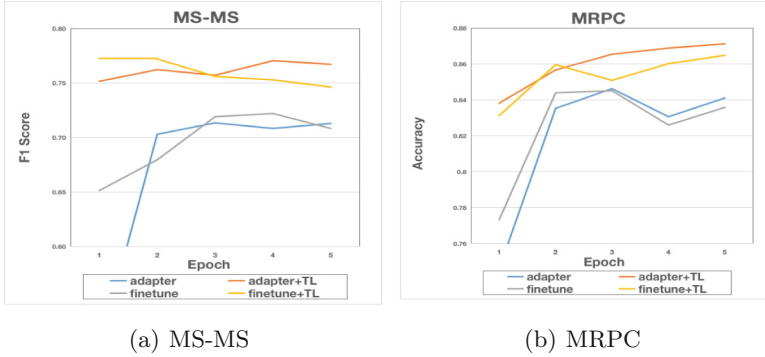 MS-MS
F1 Score
0.80
0.75
0.70
0.65
0.60
1 2 3 4 5
Epoch
adapter adapter+TL
finetune finetune+TL
(a) MS-MS
MRPC
Accuracy
0.88
0.86
0.84
0.82
0.8
0.78
0.76
1 2 3 4 5
Epoch
adapter adapter+TL
finetune finetune+TL
(b) MRPC